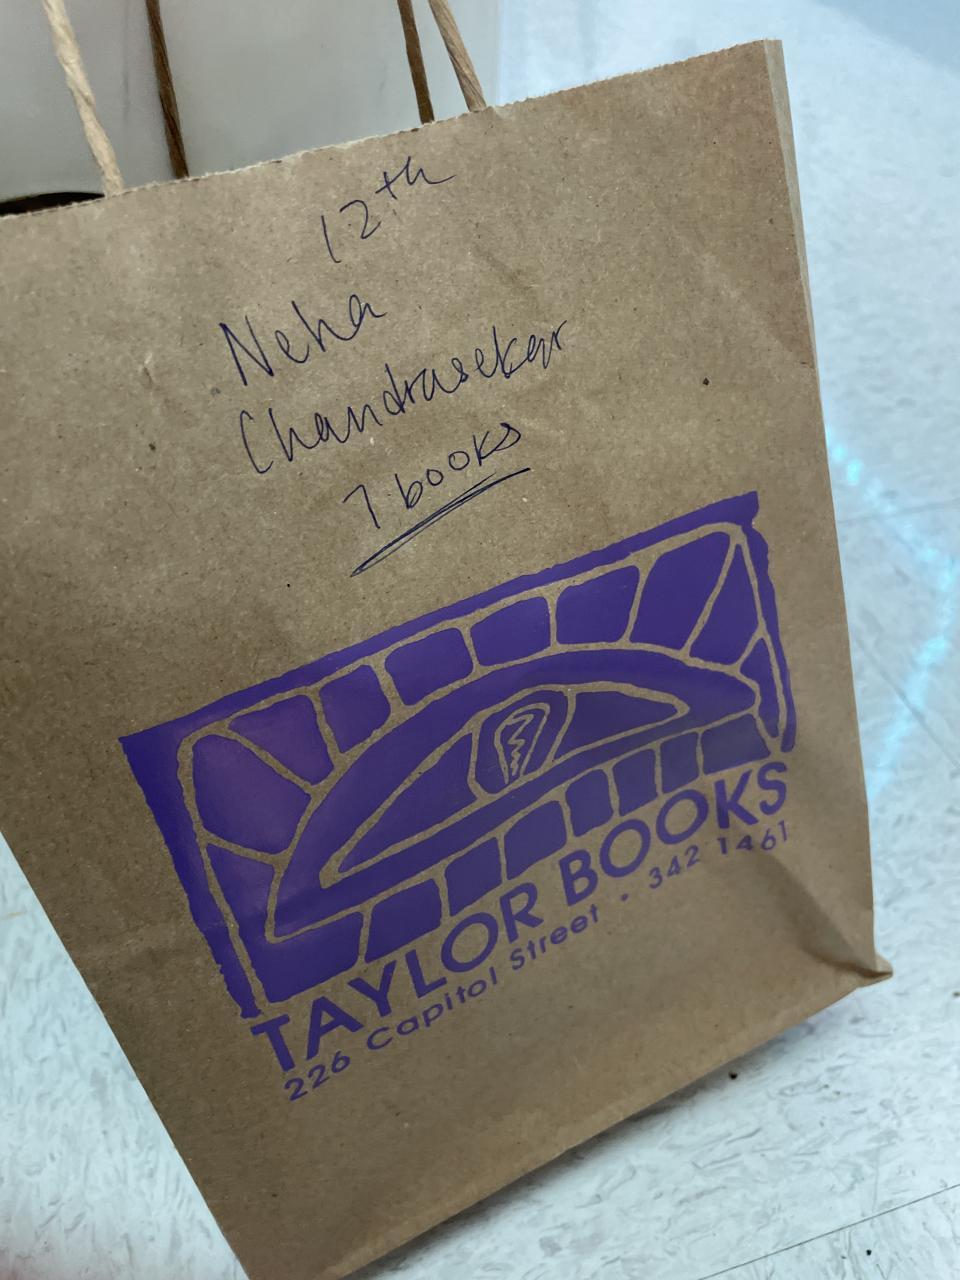 12th
Neha
Chandrasekar
7 books
TAYLOR BOOKS
226 Capitol Street · 342 1461